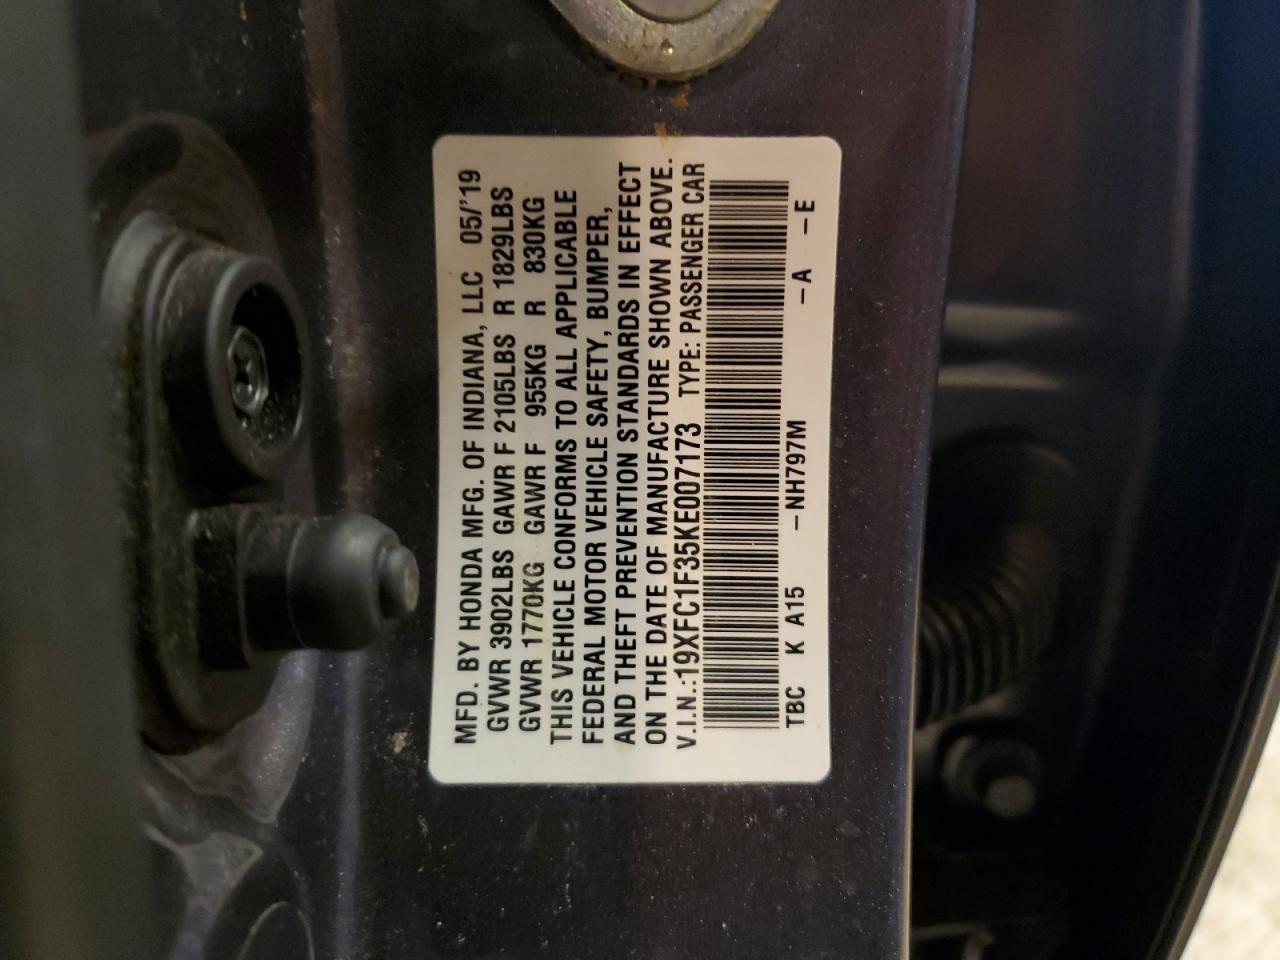 MFD. BY HONDA MFG. OF INDIANA, LLC 05/'19
GVWR 3902LBS GAWR F 2105LBS R 1829LBS
GVWR 1770KG GAWR F 955KG R 830KG
THIS VEHICLE CONFORMS TO ALL APPLICABLE
FEDERAL MOTOR VEHICLE SAFETY, BUMPER,
AND THEFT PREVENTION STANDARDS IN EFFECT
ON THE DATE OF MANUFACTURE SHOWN ABOVE.
V.I.N.:19XFC1F35KE007173 TYPE: PASSENGER CAR
TBC K A15 -NH797M -A -E